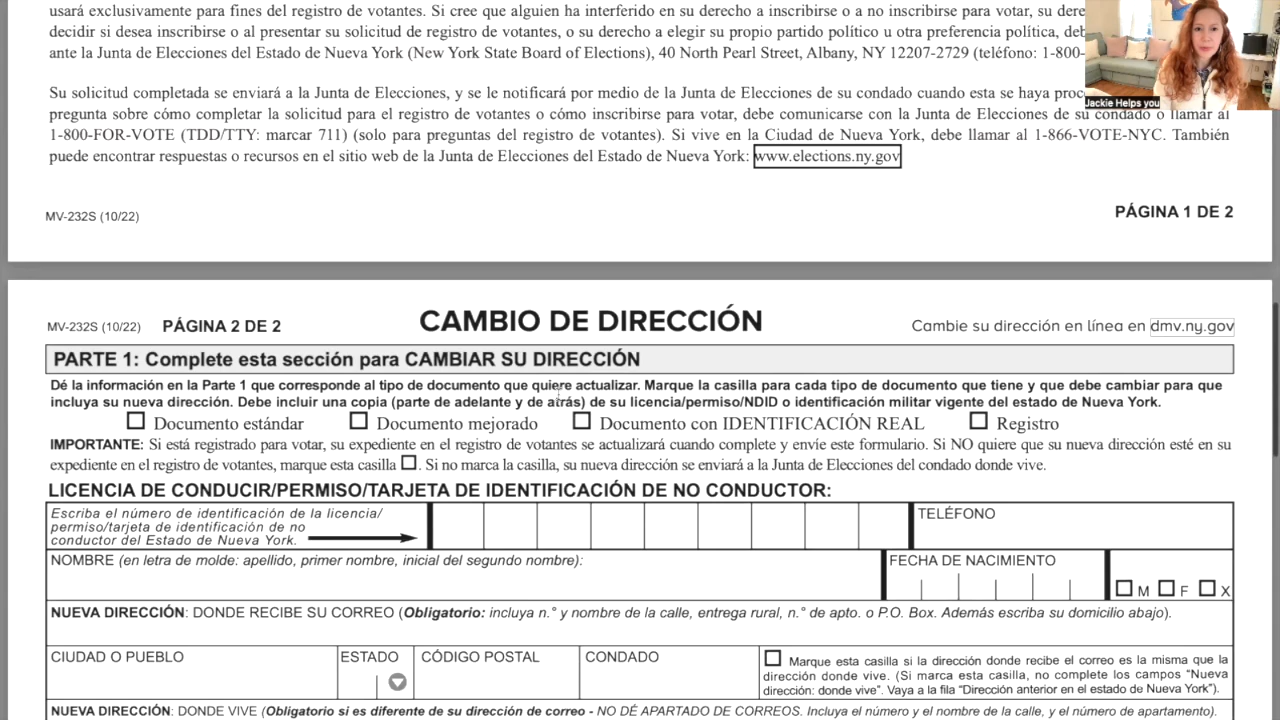 usará exclusivamente para fines del registro de votantes. Si cree que alguien ha interferido en su derecho a inscribirse o a no inscribirse para votar, su
decidir si desea inscribirse o al presentar su solicitud de registro de votantes, o su derecho a elegir su propio partido político u otra preferencia política,
ante la Junta de Elecciones del Estado de Nueva York (New York State Board of Elections), 40 North Pearl Street, Albany, NY 12207-2729 (teléfono: 1-800-
Jackie Helps you
Su solicitud completada se enviará a la Junta de Elecciones, y se le notificará por medio de la Junta de Elecciones de su condado cuando esta se haya
pregunta sobre cómo completar la solicitud para el registro de votantes o cómo inscribirse para votar, debe comunicarse con la Junta de Elecciones de su condado o llamar al
1-800-FOR-VOTE (TDD/TTY: marcar 711) (solo para preguntas del registro de votantes). Si vive en la Ciudad de Nueva York, debe llamar al 1-866-VOTE-NYC. También
puede encontrar respuestas o recursos en el sitio web de la Junta de Elecciones del Estado de Nueva York: www.elections.ny.gov
MV-232S (10/22) PÁGINA 1 DE 2
MV-232S (10/22) PÁGINA 2 DE 2 CAMBIO DE DIRECCIÓN Cambie su dirección en línea en dmv.ny.gov
PARTE 1: Complete esta sección para CAMBIAR SU DIRECCIÓN
Dé la información en la Parte 1 que corresponde al tipo de documento que quiere actualizar. Marque la casilla para cada tipo de documento que tiene y que debe cambiar para que
incluya su nueva dirección. Debe incluir una copia (parte de adelante y de atrás) de su licencia/permiso/NDID o identificación militar vigente del estado de Nueva York.
Documento estándar Documento mejorado Documento con IDENTIFICACIÓN REAL Registro
IMPORTANTE: Si está registrado para votar, su expediente en el registro de votantes se actualizará cuando complete y envíe este formulario. Si NO quiere que su nueva dirección esté en su
expediente en el registro de votantes, marque esta casilla . Si no marca la casilla, su nueva dirección se enviará a la Junta de Elecciones del condado donde vive.
LICENCIA DE CONDUCIR/PERMISO/TARJETA DE IDENTIFICACIÓN DE NO CONDUCTOR:
Escriba el número de identificación de la licencia/
permiso/tarjeta de identificación de no
conductor del Estado de Nueva York.
TELÉFONO
NOMBRE (en letra de molde: apellido, primer nombre, inicial del segundo nombre):
FECHA DE NACIMIENTO
M F X
NUEVA DIRECCIÓN: DONDE RECIBE SU CORREO (Obligatorio: incluya n.° y nombre de la calle, entrega rural, n.° de apto. o P.O. Box. Además escriba su domicilio abajo).
CIUDAD O PUEBLO ESTADO CÓDIGO POSTAL CONDADO
Marque esta casilla si la dirección donde recibe el correo es la misma que la
dirección donde vive. (Si marca esta casilla, no complete los campos “Nueva
dirección: donde vive”. Vaya a la fila “Dirección anterior en el estado de Nueva York”).
NUEVA DIRECCIÓN: DONDE VIVE (Obligatorio si es diferente de su dirección de correo - NO DÉ APARTADO DE CORREOS. Incluya el número y el nombre de la calle, y el número de apartamento).